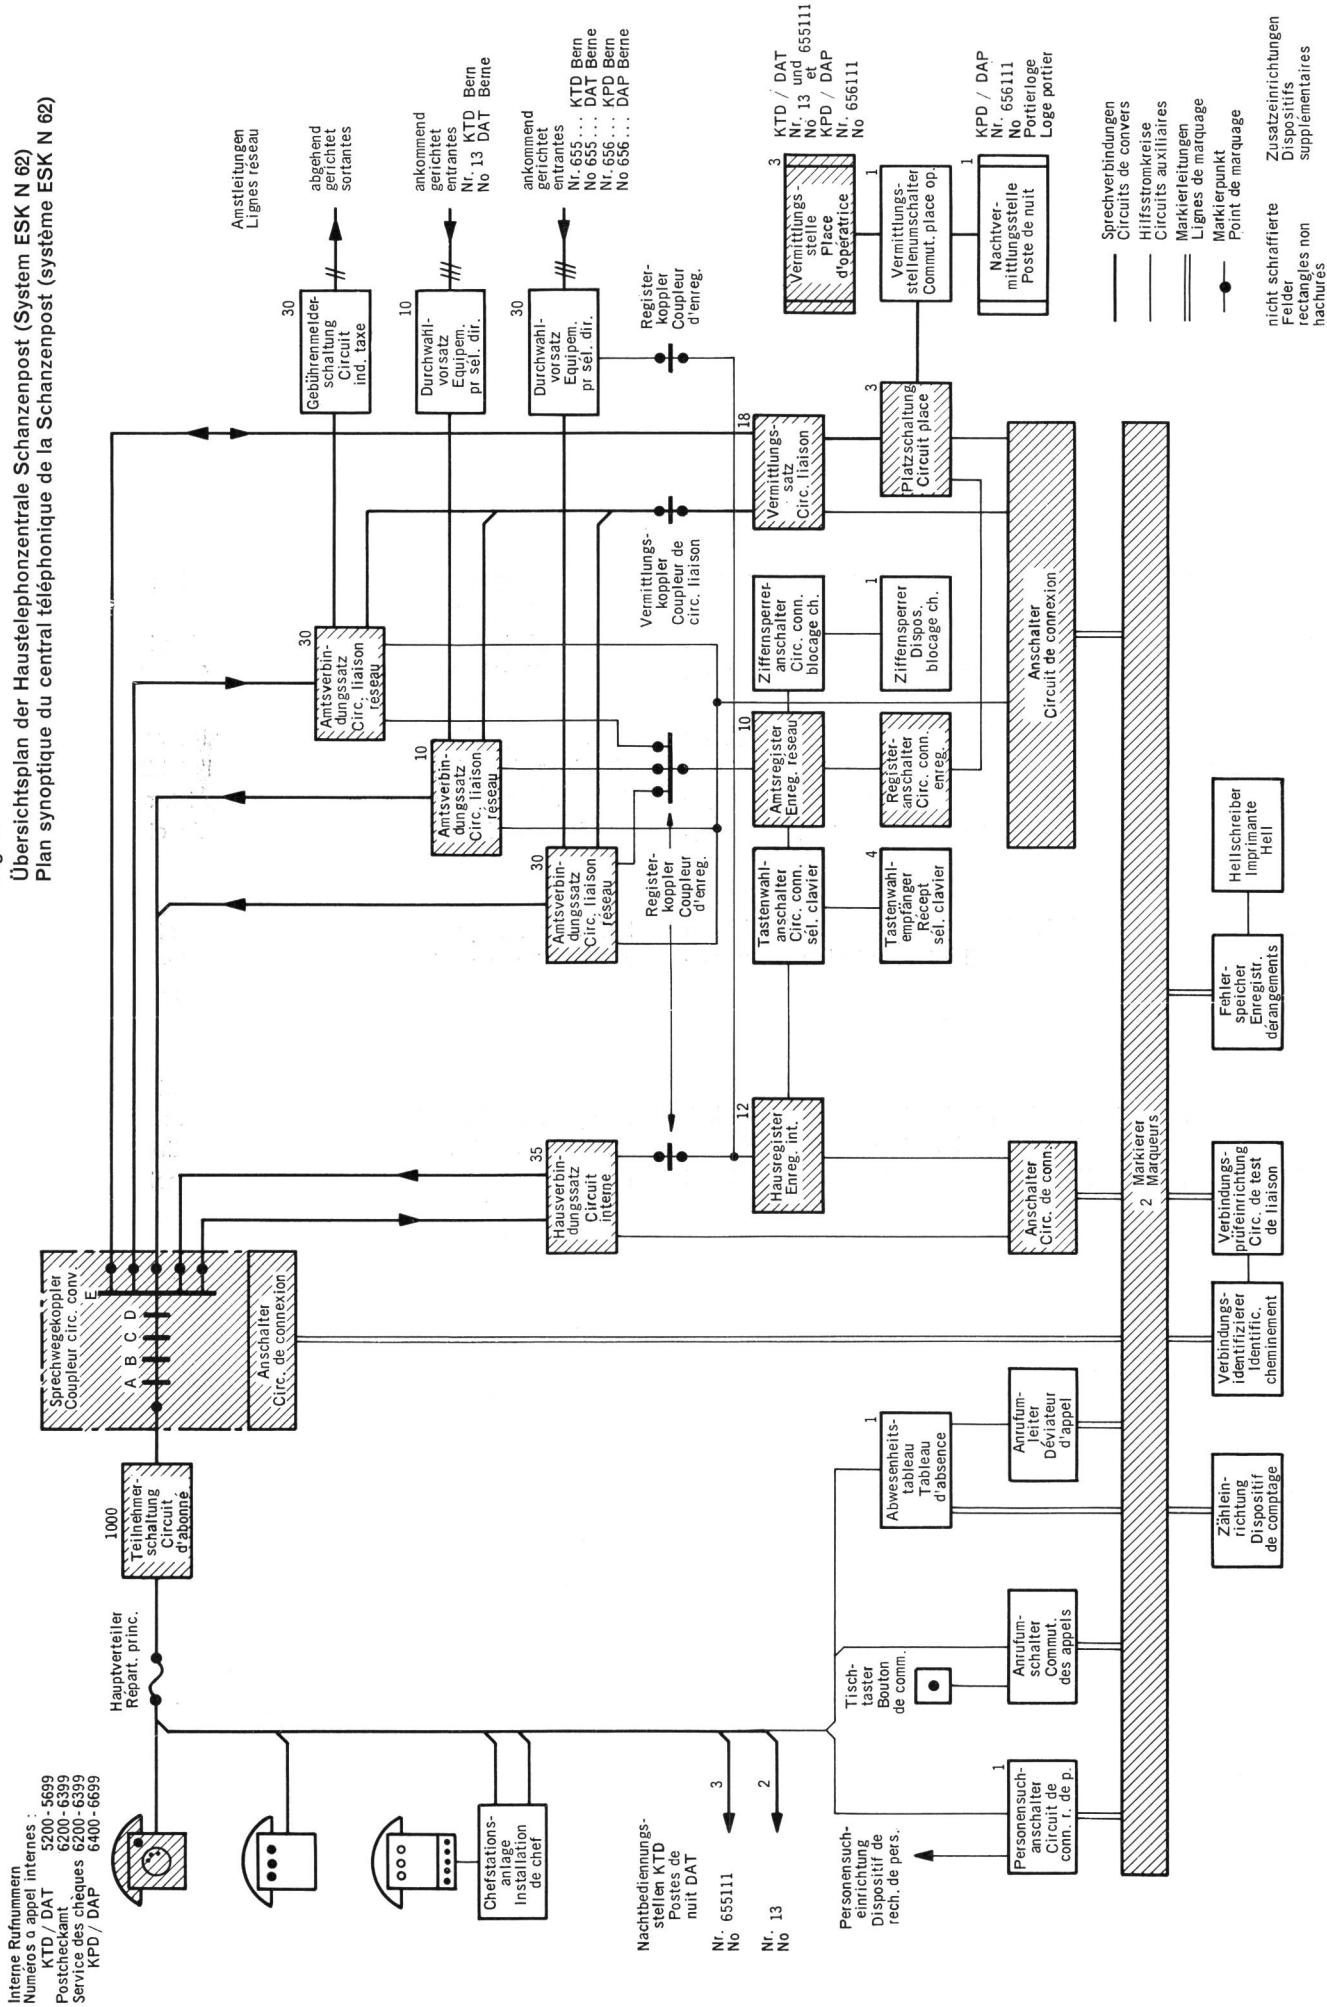 Übersichtsplan der Haustelephonzentrale Schanzenpost (System ESK N 62)
Plan synoptique du central téléphonique de la Schanzenpost (système ESK N 62)
Interne Rufnummern
Numéros à appel internes :
KTD / DAT 5200 - 5699
Postcheckamt 6200 - 6399
Service des chèques 6200 - 6399
KPD / DAP 6400 - 6699
Hauptverteiler
Répart. princ.
1000
Teilnehmer-
schaltung
Circuit
d'abonné
Sprechwegekoppler
Coupleur circ. conv.
A B C D
E
Anschalter
Circ. de connexion
Amtsleitungen
Lignes réseau
30
Gebührenmelder-
schaltung
Circuit
ind. taxe
abgehend
gerichtet
sortantes
10
Durchwahl-
vorsatz
Equipem.
pr sél. dir.
ankommend
gerichtet
entrantes
Nr. 13 KTD Bern
No 13 DAT Berne
30
Durchwahl-
vorsatz
Equipem.
pr sél. dir.
ankommend
gerichtet
entrantes
Nr. 655... KTD Bern
No 655... DAT Berne
Nr. 656... KPD Bern
No 656... DAP Berne
30
Amtsverbin-
dungssatz
Circ. liaison
réseau
10
Amtsverbin-
dungssatz
Circ. liaison
réseau
30
Amtsverbin-
dungssatz
Circ. liaison
réseau
35
Hausverbin-
dungssatz
Circuit
interne
Chefstations-
anlage
Installation
de chef
Register-
koppler
Coupleur
d'enreg.
Vermittlungs-
koppler
Coupleur de
circ. liaison
Register-
koppler
Coupleur
d'enreg.
Nachtbediennungs-
stellen KTD
Postes de
nuit DAT
Nr. 655111
No
3
Nr. 13
No
2
12
Hausregister
Enreg. int.
Tastenwahl-
anschalter
Circ. conn.
sél. clavier
10
Amtsregister
Enreg. réseau
Ziffernsperrer-
anschalter
Circ. conn.
blocage ch.
18
Vermittlungs-
satz
Circ. liaison
3
Vermittlungs-
stelle
Place
d'opératrice
KTD / DAT
Nr. 13 und 655111
No 13 et
KPD / DAP
Nr. 656111
No
Personensuch-
einrichtung
Dispositif de
rech. de pers.
Tisch-
taster
Bouton
de comm.
1
Abwesenheits-
tableau
Tableau
d'absence
4
Tastenwahl-
empfänger
Récept
sél. clavier
Register-
anschalter
Circ. conn.
enreg.
1
Ziffernsperrer
Dispos.
blocage ch.
3
Platzschaltung
Circuit place
1
Vermittlungs-
stellenumschalter
Commut. place op.
1
Nachtver-
mittlungsstelle
Poste de nuit
KPD / DAP
Nr. 656111
No
Portierloge
Loge portier
1
Personensuch-
anschalter
Circuit de
conn. r. de p.
Anrufum-
schalter
Commut.
des appels
Anrufum-
leiter
Déviateur
d'appel
Anschalter
Circ. de conn.
Anschalter
Circuit de connexion
2 Markierer
Marqueurs
Zählein-
richtung
Dispositif
de comptage
Verbindungs-
identifizierer
Identific.
cheminement
Verbindungs-
prüfeinrichtung
Circ. de test
de liaison
Fehler-
speicher
Enregistr.
dérangements
Hellschreiber
Imprimante
Hell
Sprechverbindungen
Circuits de convers
Hilfsstromkreise
Circuits auxiliaires
Markierleitungen
Lignes de marquage
Markierpunkt
Point de marquage
nicht schraffierte
Felder
rectangles non
hachurés
Zusatzeinrichtungen
Dispositifs
supplémentaires